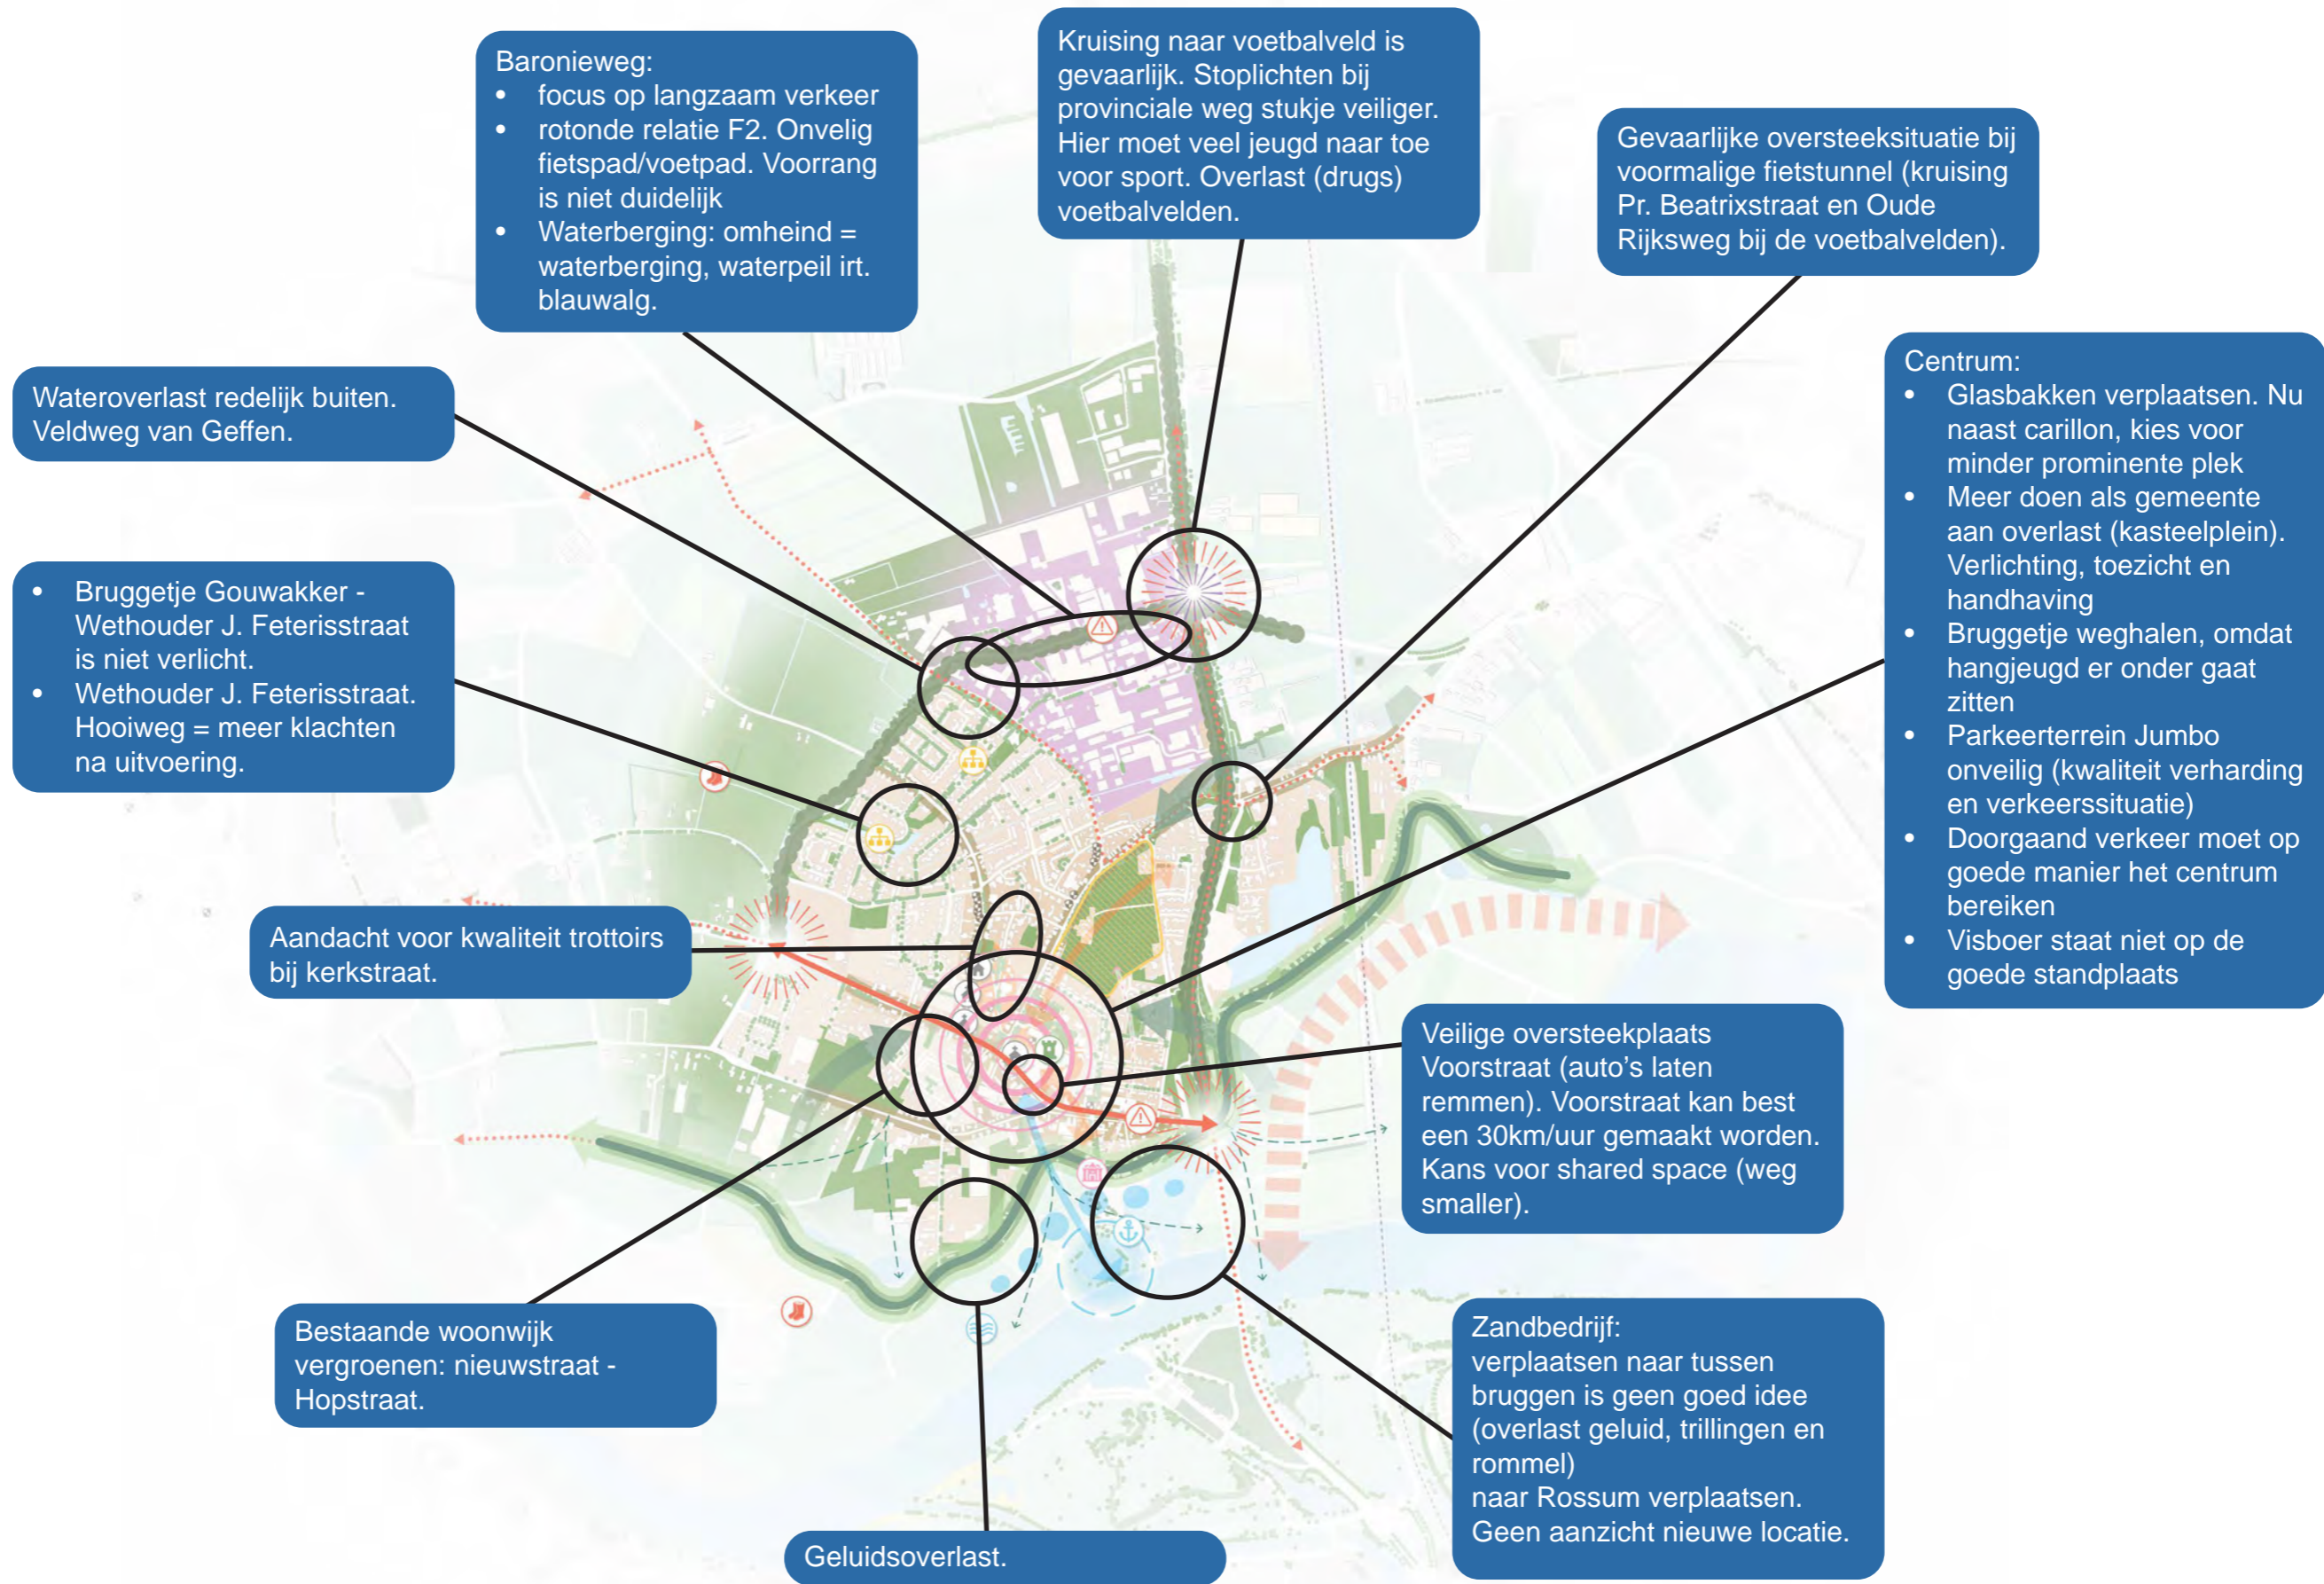 Baronieweg:
• focus op langzaam verkeer
• rotonde relatie F2. Onvelig
fietspad/voetpad. Voorrang
is niet duidelijk
• Waterberging: omheind =
waterberging, waterpeil irt.
blauwalg.
Kruising naar voetbalveld is
gevaarlijk. Stoplichten bij
provinciale weg stukje veiliger.
Hier moet veel jeugd naar toe
voor sport. Overlast (drugs)
voetbalvelden.
Gevaarlijke oversteeksituatie bij
voormalige fietstunnel (kruising
Pr. Beatrixstraat en Oude
Rijksweg bij de voetbalvelden).
Wateroverlast redelijk buiten.
Veldweg van Geffen.
Centrum:
• Glasbakken verplaatsen. Nu
naast carillon, kies voor
minder prominente plek
• Meer doen als gemeente
aan overlast (kasteelplein).
Verlichting, toezicht en
handhaving
• Bruggetje weghalen, omdat
hangjeugd er onder gaat
zitten
• Parkeerterrein Jumbo
onveilig (kwaliteit verharding
en verkeerssituatie)
• Doorgaand verkeer moet op
goede manier het centrum
bereiken
• Visboer staat niet op de
goede standplaats
• Bruggetje Gouwakker -
Wethouder J. Feterisstraat
is niet verlicht.
• Wethouder J. Feterisstraat.
Hooiweg = meer klachten
na uitvoering.
Aandacht voor kwaliteit trottoirs
bij kerkstraat.
Veilige oversteekplaats
Voorstraat (auto's laten
remmen). Voorstraat kan best
een 30km/uur gemaakt worden.
Kans voor shared space (weg
smaller).
Bestaande woonwijk
vergroenen: nieuwstraat -
Hopstraat.
Zandbedrijf:
verplaatsen naar tussen
bruggen is geen goed idee
(overlast geluid, trillingen en
rommel)
naar Rossum verplaatsen.
Geen aanzicht nieuwe locatie.
Geluidsoverlast.